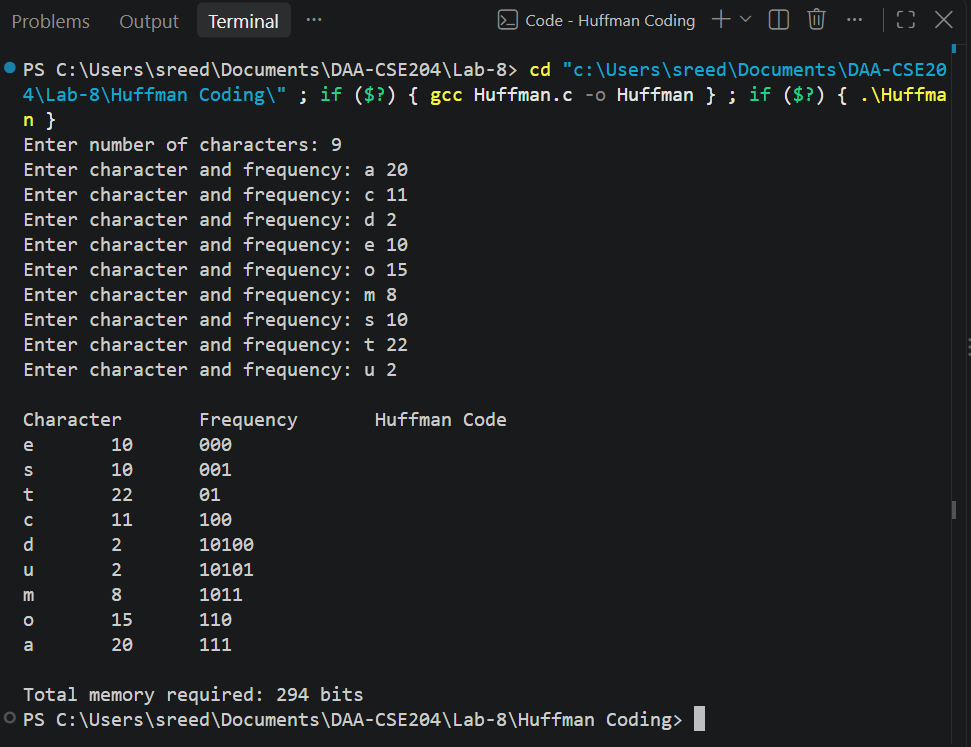 Problems Output Terminal ··· Code - Huffman Coding ···
PS C:\Users\sreed\Documents\DAA-CSE204\Lab-8> cd "c:\Users\sreed\Documents\DAA-CSE20
4\Lab-8\Huffman Coding\" ; if ($?) { gcc Huffman.c -o Huffman } ; if ($?) { .\Huffma
n }
Enter number of characters: 9
Enter character and frequency: a 20
Enter character and frequency: c 11
Enter character and frequency: d 2
Enter character and frequency: e 10
Enter character and frequency: o 15
Enter character and frequency: m 8
Enter character and frequency: s 10
Enter character and frequency: t 22
Enter character and frequency: u 2
Character Frequency Huffman Code
e 10 000
s 10 001
t 22 01
c 11 100
d 2 10100
u 2 10101
m 8 1011
o 15 110
a 20 111
Total memory required: 294 bits
PS C:\Users\sreed\Documents\DAA-CSE204\Lab-8\Huffman Coding>